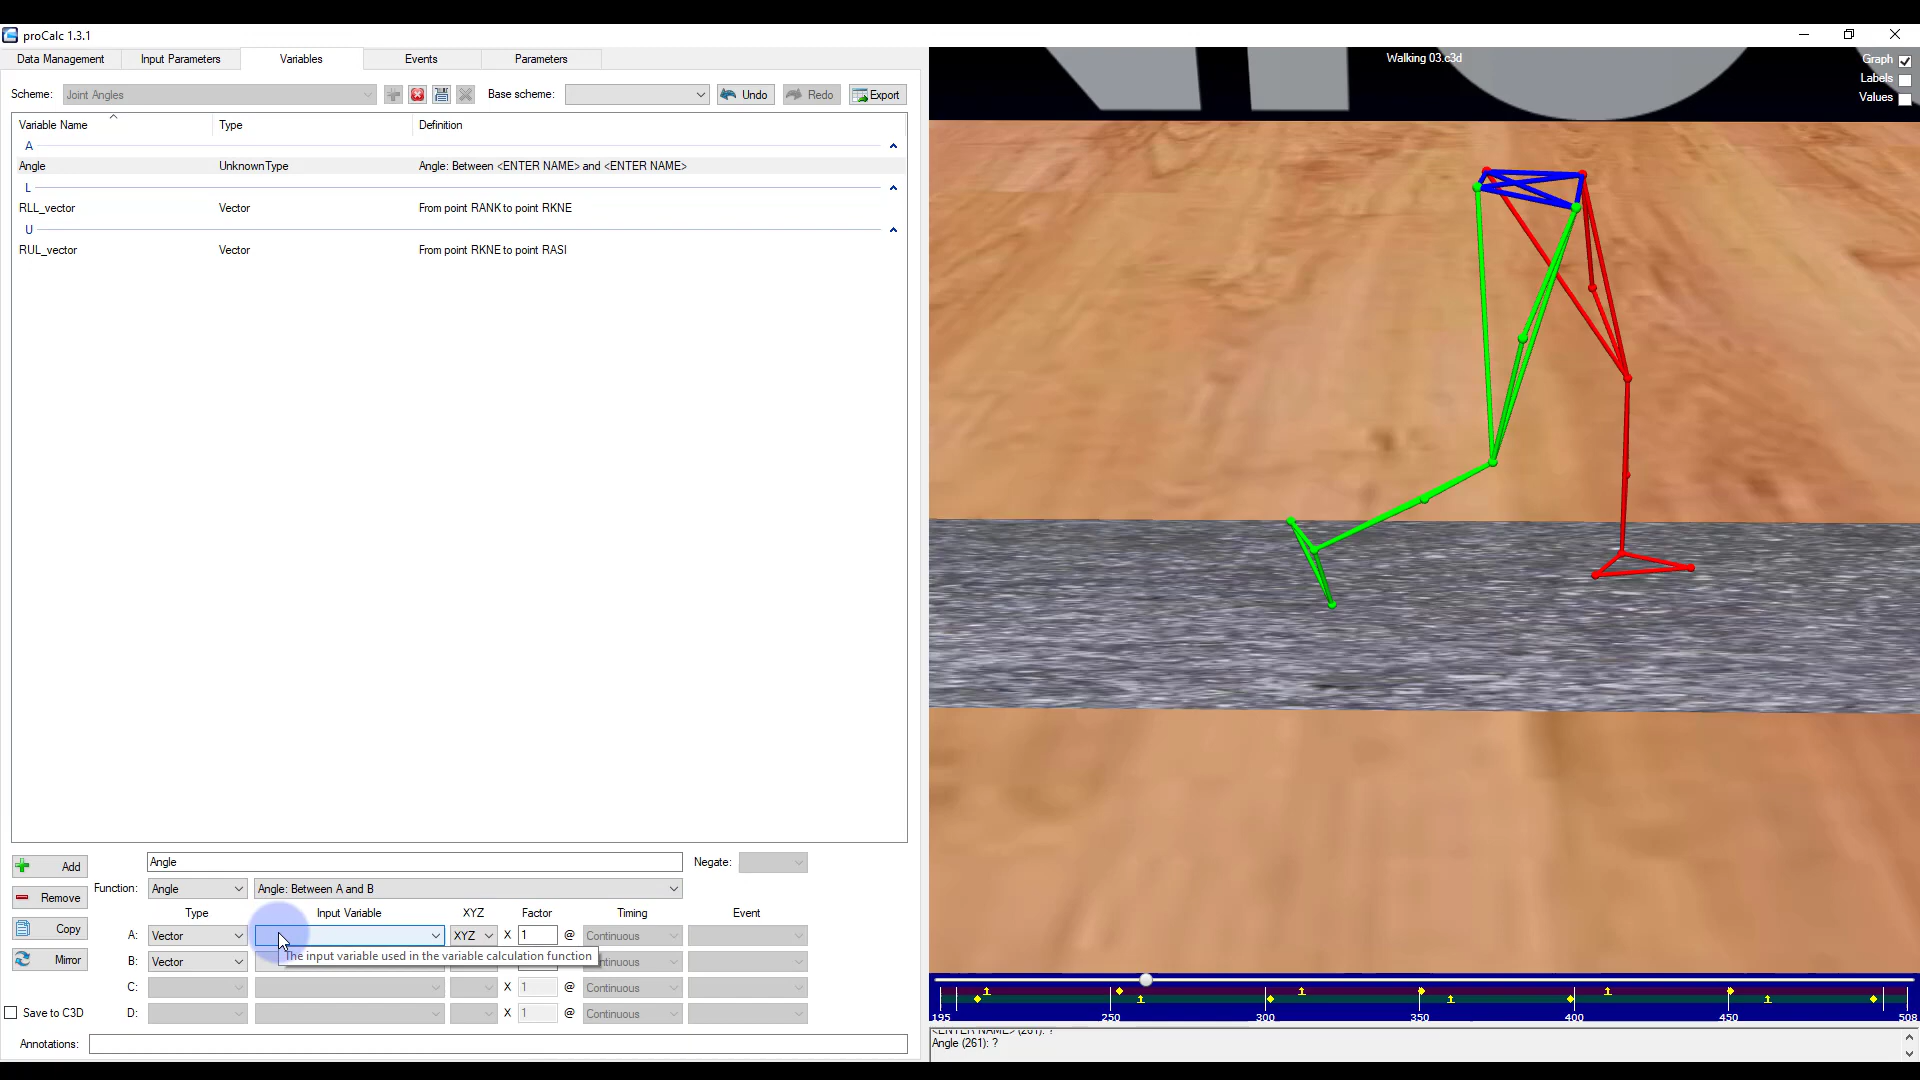 proCalc 1.3.1
Data Management Input Parameters Variables Events Parameters
Scheme: Joint Angles Base scheme: Undo Redo Export
Variable Name Type Definition
A
Angle UnknownType Angle: Between <ENTER NAME> and <ENTER NAME>
L
RLL_vector Vector From point RANK to point RKNE
U
RUL_vector Vector From point RKNE to point RASI
Add Angle Negate:
Function: Angle Angle: Between A and B
Remove
Type Input Variable XYZ Factor Timing Event
Copy
A: Vector XYZ X 1 @ Continuous
The input variable used in the variable calculation function
Mirror
B: Vector
C: X 1 @ Continuous
Save to C3D D: X 1 @ Continuous
Annotations:
Walking 03.c3d
Graph
Labels
Values
195 250 300 350 400 450 508
<ENTER NAME> (261): ?
Angle (261): ?